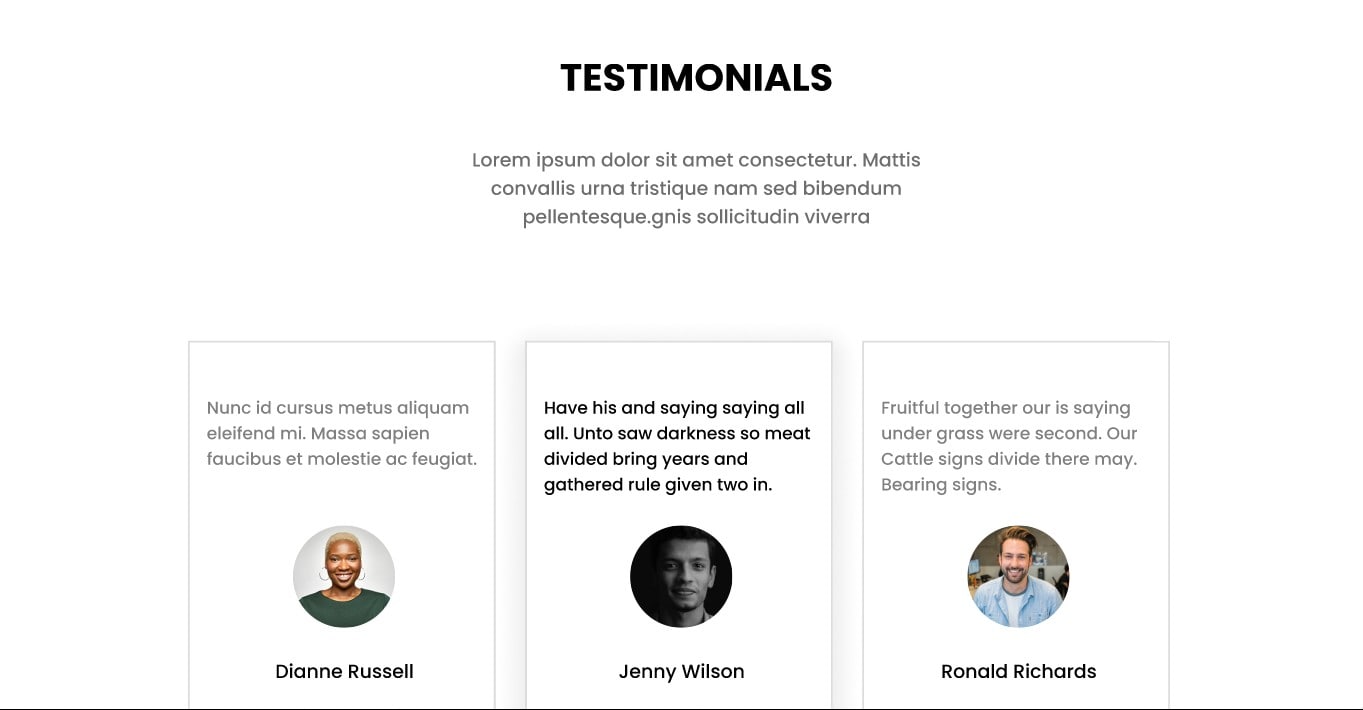 TESTIMONIALS
Lorem ipsum dolor sit amet consectetur. Mattis
convallis urna tristique nam sed bibendum
pellentesque.gnis sollicitudin viverra
Nunc id cursus metus aliquam
eleifend mi. Massa sapien
faucibus et molestie ac feugiat.
Dianne Russell
Have his and saying saying all
all. Unto saw darkness so meat
divided bring years and
gathered rule given two in.
Jenny Wilson
Fruitful together our is saying
under grass were second. Our
Cattle signs divide there may.
Bearing signs.
Ronald Richards